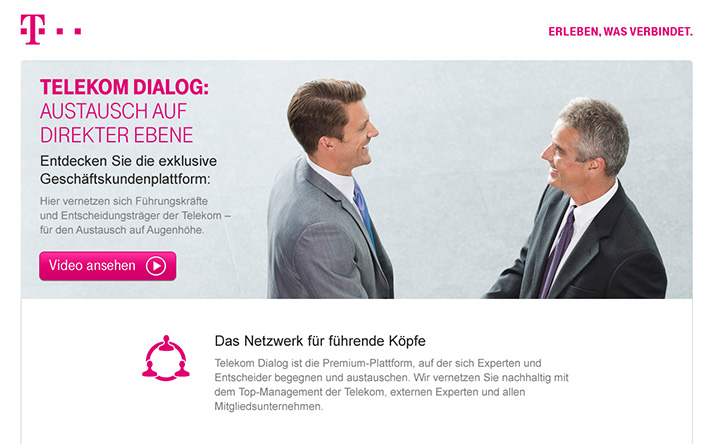 T
ERLEBEN, WAS VERBINDET.
TELEKOM DIALOG:
AUSTAUSCH AUF
DIREKTER EBENE
Entdecken Sie die exklusive
Geschäftskundenplattform:
Hier vernetzen sich Führungskräfte
und Entscheidungsträger der Telekom –
für den Austausch auf Augenhöhe.
Video ansehen
Das Netzwerk für führende Köpfe
Telekom Dialog ist die Premium-Plattform, auf der sich Experten und
Entscheider begegnen und austauschen. Wir vernetzen Sie nachhaltig mit
dem Top-Management der Telekom, externen Experten und allen
Mitgliedsunternehmen.